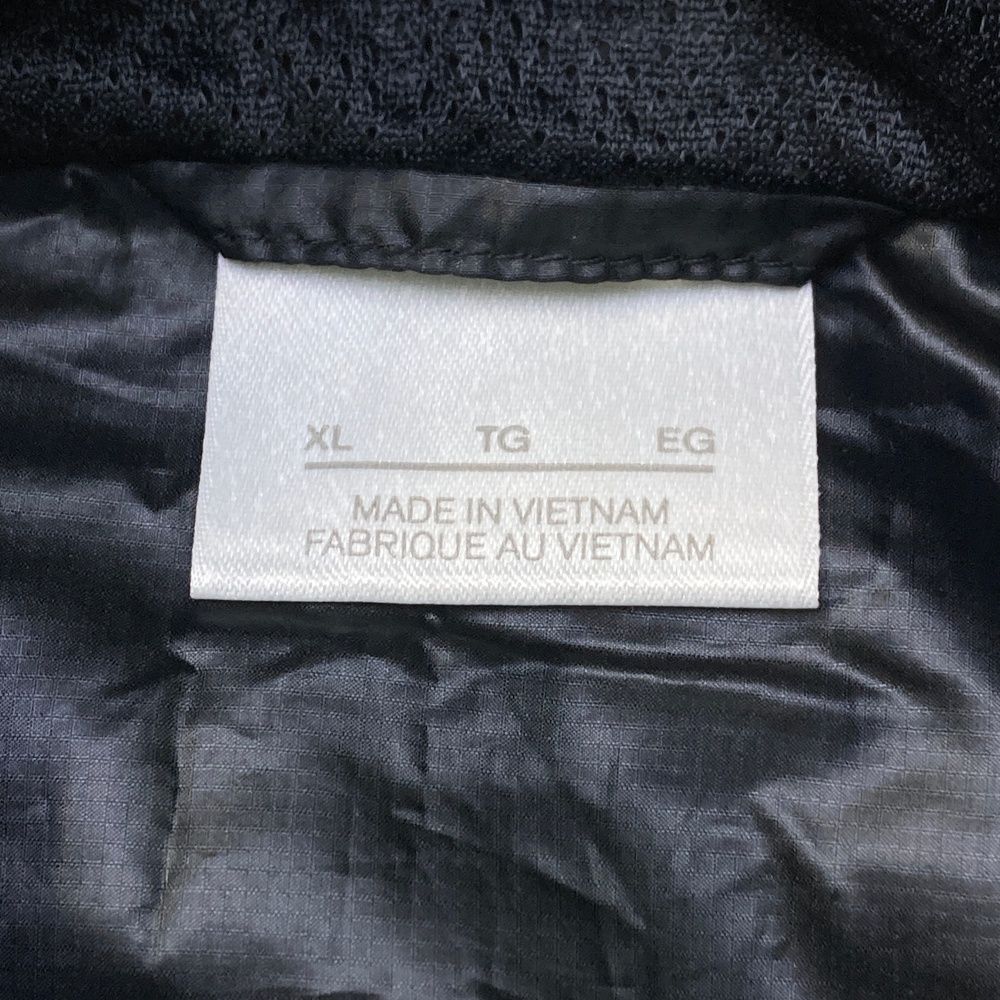 XL TG EG
MADE IN VIETNAM
FABRIQUE AU VIETNAM